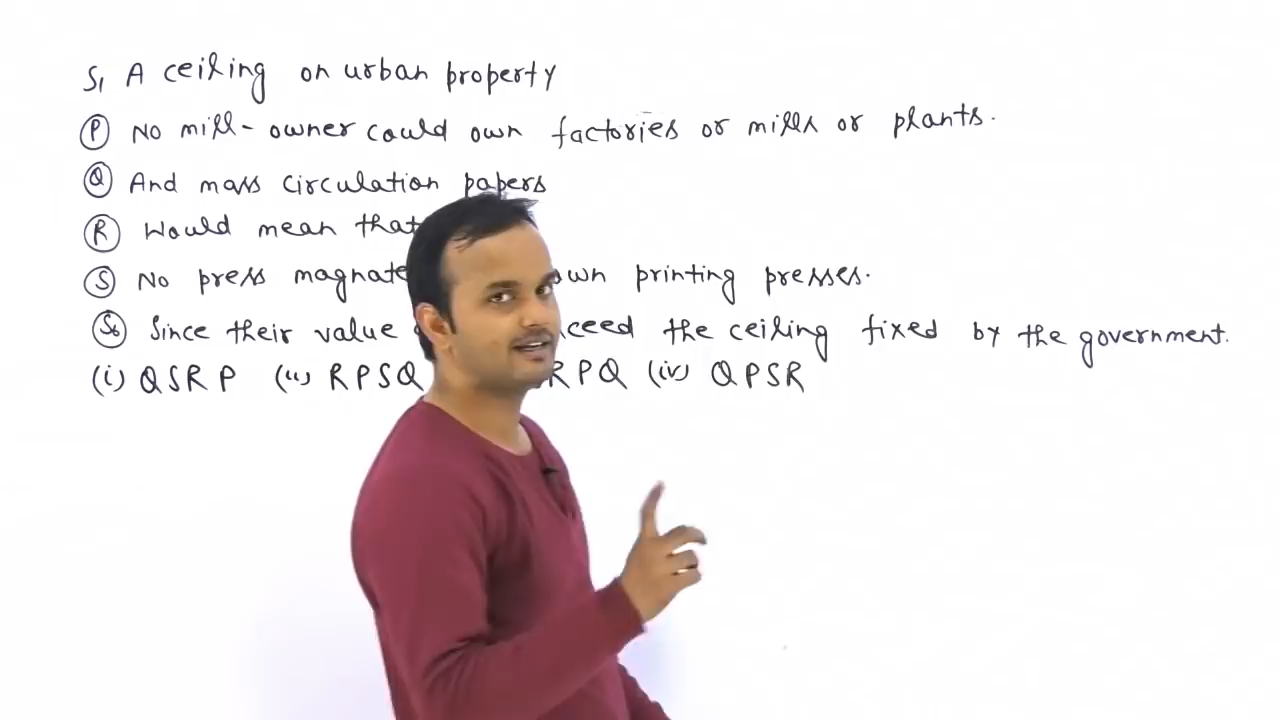 S1 A ceiling on urban property
(P) No mill-owner could own factories or mills or plants.
(Q) And mass circulation papers
(R) Would mean that
(S) No press magnate own printing presses.
(S6) Since their value the ceiling fixed by the government.
(i) QSRP (ii) RPSQ RPQ (iv) QPSR